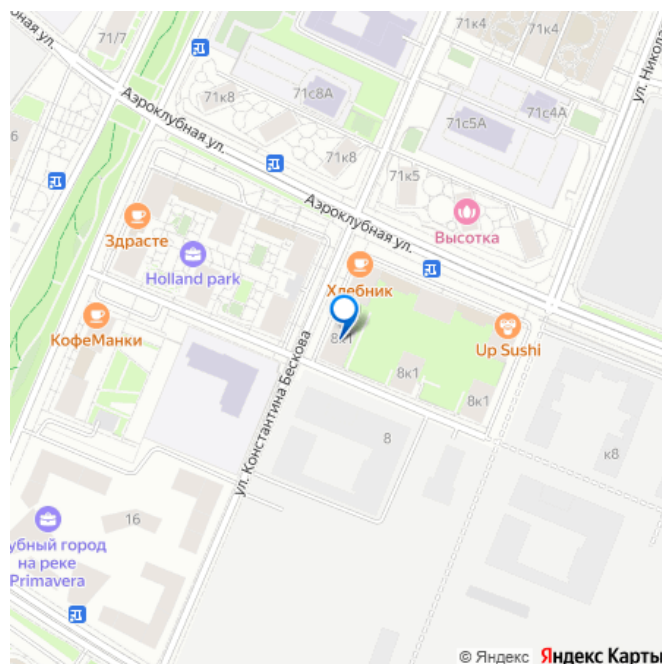 71к4
71к4
71/7
бная ул.
ул. Никола
71с8А
71к8
71с4А
Аэроклубная ул.
71с5А
6
71к8
71к5
Аэроклубная ул.
Здрасте
Высотка
Holland park
Хлебник
КофеМанки
8к1
Up Sushi
8к1
8к1
ул. Константина Бескова
8
к8
16
убный город
на реке
Primavera
© Яндекс Яндекс Карты